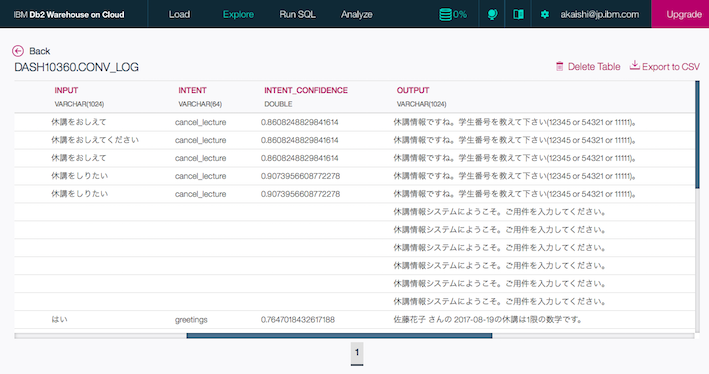 IBM Db2 Warehouse on Cloud Load Explore Run SQL Analyze 0% akaishi@jp.ibm.com Upgrade
Back
DASH10360.CONV_LOG Delete Table Export to CSV
INPUT INTENT INTENT_CONFIDENCE OUTPUT
VARCHAR(1024) VARCHAR(64) DOUBLE VARCHAR(1024)
休講をおしえて cancel_lecture 0.8608248829841614 休講情報ですね。学生番号を教えて下さい(12345 or 54321 or 11111)。
休講をおしえてください cancel_lecture 0.8608248829841614 休講情報ですね。学生番号を教えて下さい(12345 or 54321 or 11111)。
休講をおしえて cancel_lecture 0.8608248829841614 休講情報ですね。学生番号を教えて下さい(12345 or 54321 or 11111)。
休講をしりたい cancel_lecture 0.9073956608772278 休講情報ですね。学生番号を教えて下さい(12345 or 54321 or 11111)。
休講をしりたい cancel_lecture 0.9073956608772278 休講情報ですね。学生番号を教えて下さい(12345 or 54321 or 11111)。
休講情報システムにようこそ。ご用件を入力してください。
休講情報システムにようこそ。ご用件を入力してください。
休講情報システムにようこそ。ご用件を入力してください。
休講情報システムにようこそ。ご用件を入力してください。
休講情報システムにようこそ。ご用件を入力してください。
休講情報システムにようこそ。ご用件を入力してください。
はい greetings 0.7647018432617188 佐藤花子 さんの 2017-08-19の休講は1限の数学です。
1